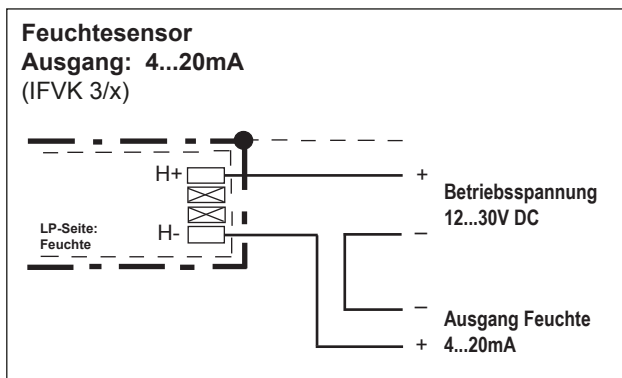 Feuchtesensor
Ausgang: 4...20mA
(IFVK 3/x)
H+
+
Betriebsspannung
12...30V DC
LP-Seite:
Feuchte
H-
−
−
Ausgang Feuchte
+ 4...20mA